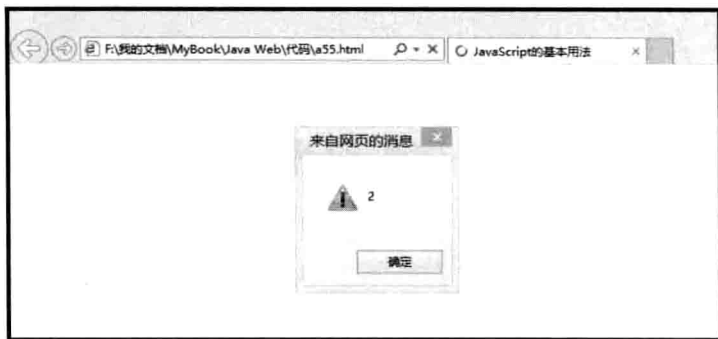 F:\我的文档\MyBook\Java Web\代码\a55.html
JavaScript的基本用法
来自网页的消息
2
确定